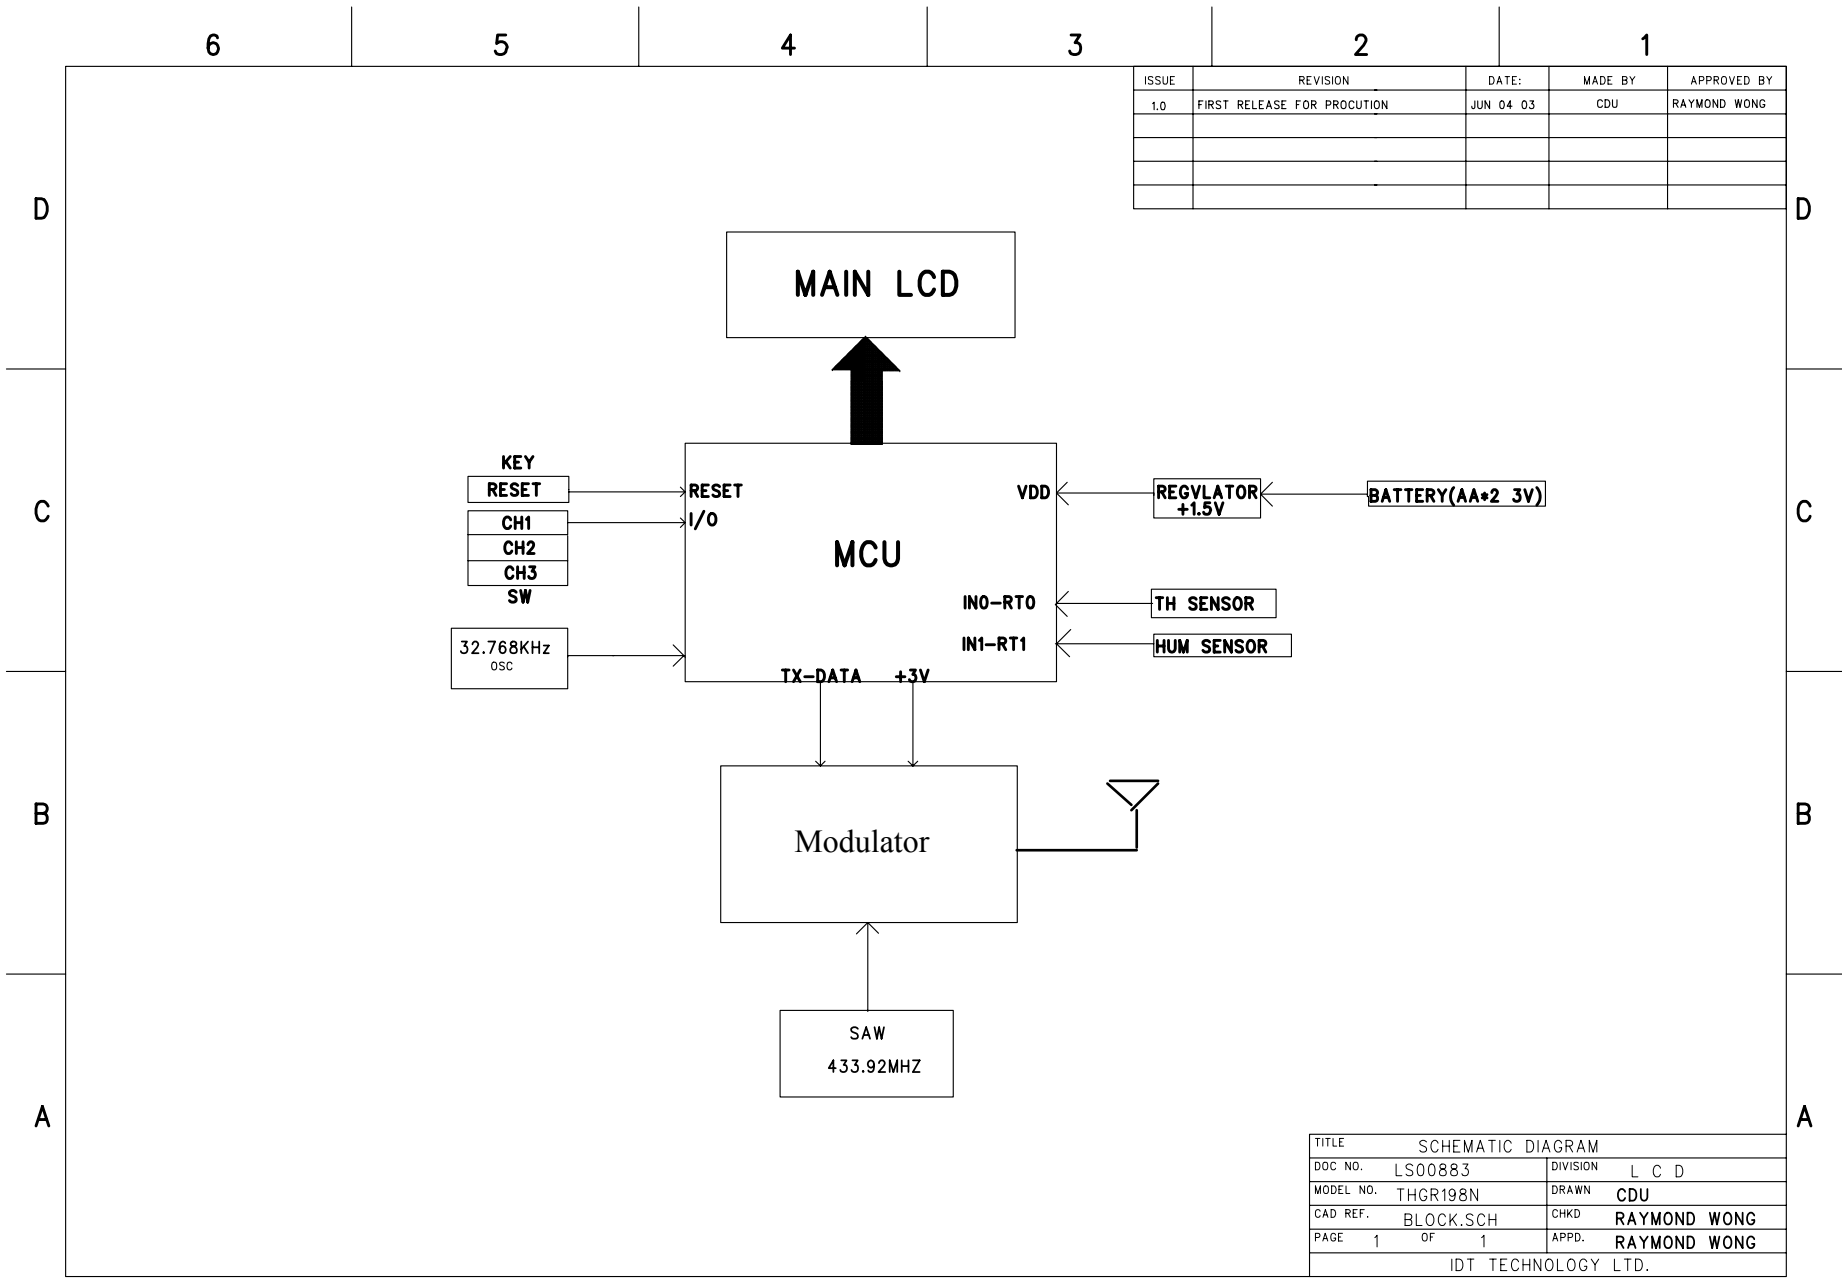 6 5 4 3 2 1
ISSUE REVISION DATE: MADE BY APPROVED BY
1.0 FIRST RELEASE FOR PROCUTION JUN 04 03 CDU RAYMOND WONG
D D
MAIN LCD
C C
KEY
RESET
CH1
CH2
CH3
SW
32.768KHz
OSC
RESET
I/O
MCU
VDD
IN0-RT0
IN1-RT1
TX-DATA +3V
REGVLATOR
+1.5V
BATTERY(AA*2 3V)
TH SENSOR
HUM SENSOR
B B
Modulator
SAW
433.92MHZ
A A
TITLE SCHEMATIC DIAGRAM
DOC NO. LS00883 DIVISION L C D
MODEL NO. THGR198N DRAWN CDU
CAD REF. BLOCK.SCH CHKD RAYMOND WONG
PAGE 1 OF 1 APPD. RAYMOND WONG
IDT TECHNOLOGY LTD.